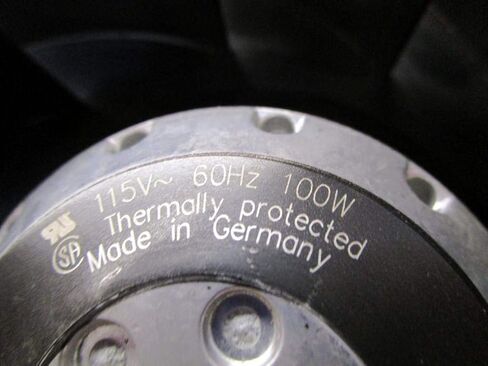 115V~ 60Hz 100W
Thermally protected
Made in Germany